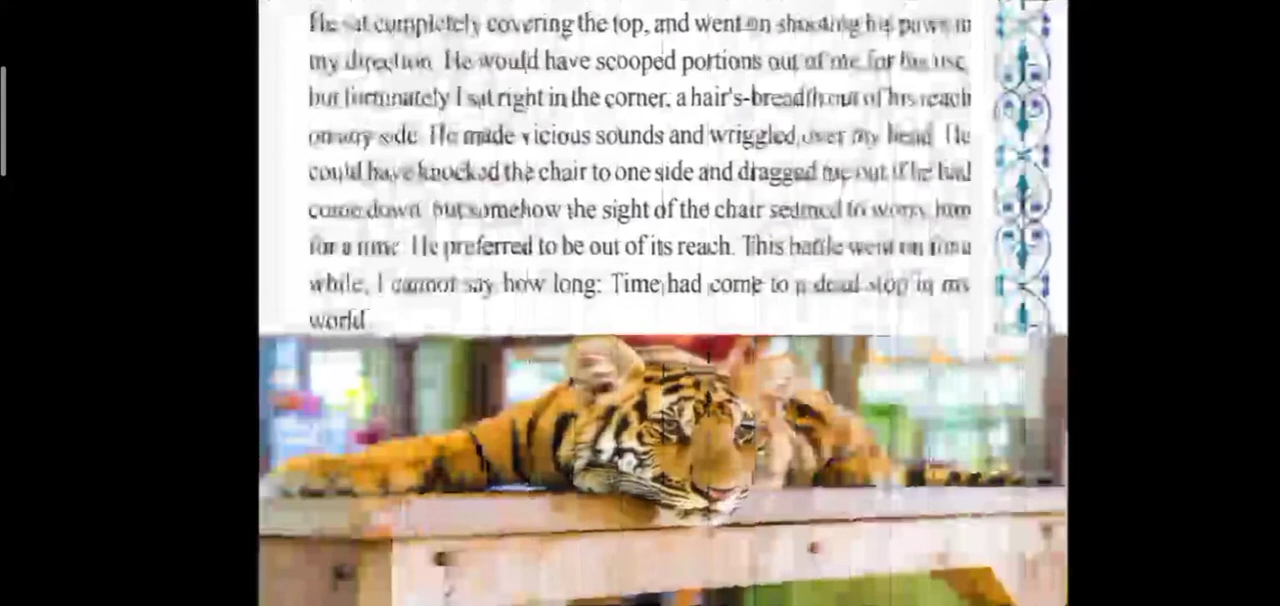 He sat completely covering the top, and went on shooting his paws in
my direction. He would have scooped portions out of me for his use,
but fortunately I sat right in the corner, a hair's-breadth out of his reach
on any side. He made vicious sounds and wriggled over my head. He
could have knocked the chair to one side and dragged me out if he had
come down, but somehow the sight of the chair seemed to worry him
for a time. He preferred to be out of its reach. This battle went on for a
while, I cannot say how long: Time had come to a dead stop in my
world.